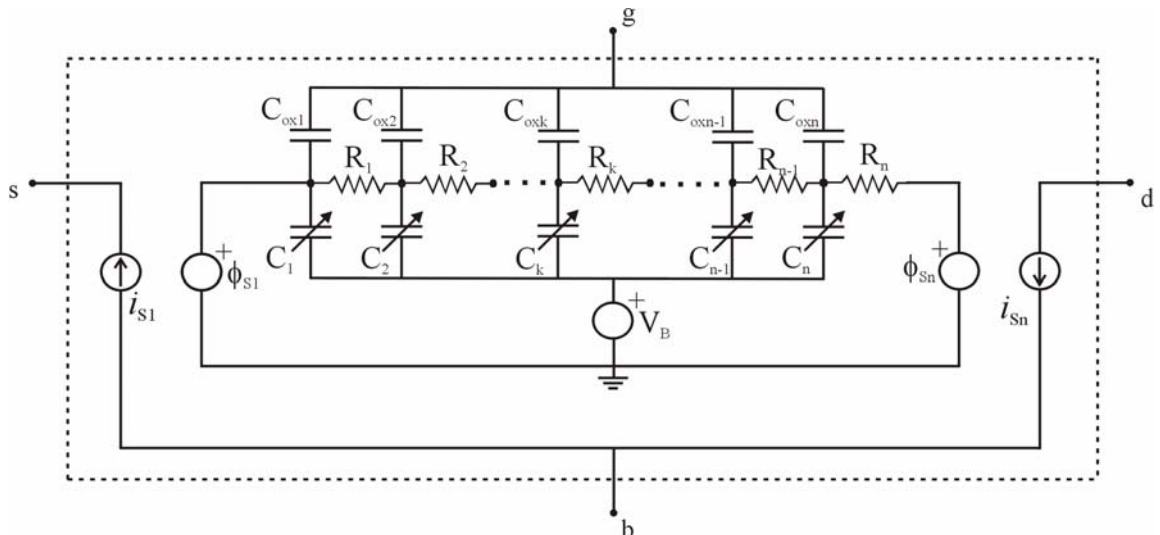 g
C_ox1 C_ox2 C_oxk C_oxn-1 C_oxn
R_1 R_2 R_k R_n-1 R_n
s d
C_1 C_2 C_k C_n-1 C_n
+ + 
ϕ_S1 ϕ_Sn
i_S1 i_Sn
+
V_B
b